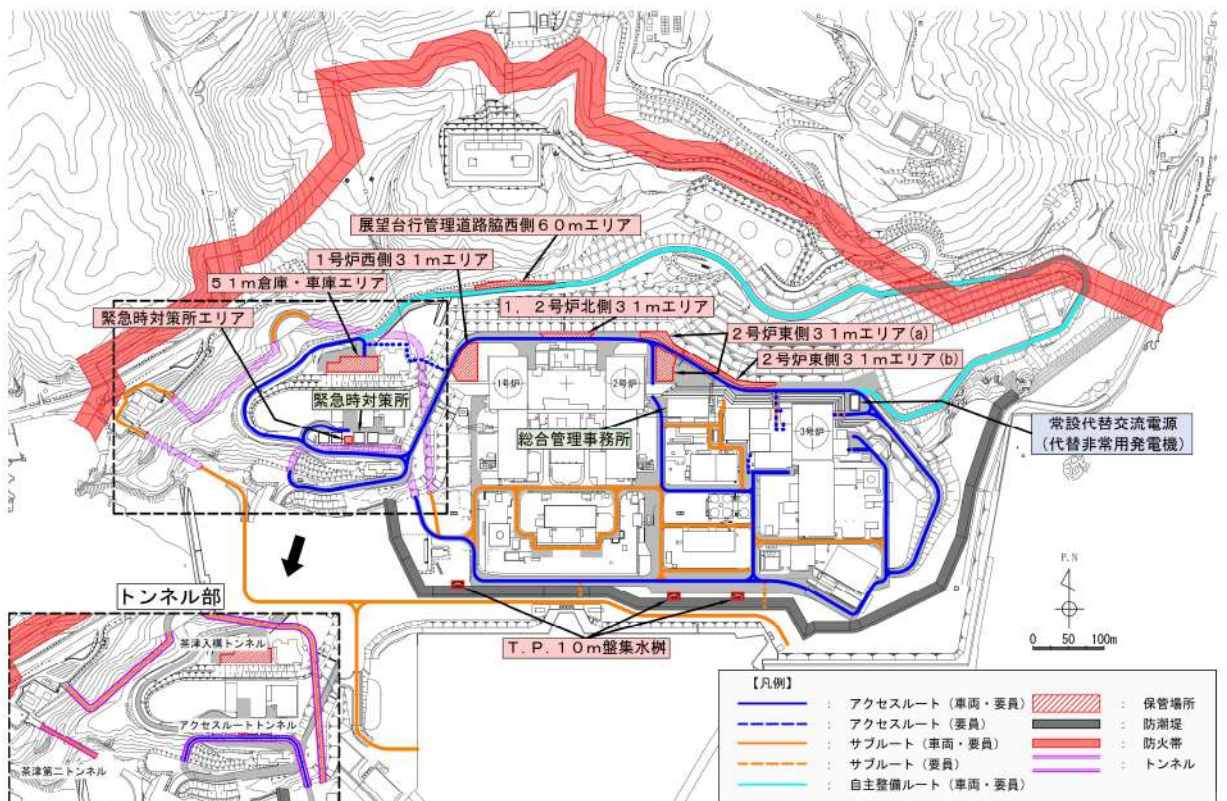 展望台行管理道路脇西側60mエリア
1号炉西側31mエリア
51m倉庫・車庫エリア
緊急時対策所エリア
1,2号炉北側31mエリア
2号炉東側31mエリア(a)
2号炉東側31mエリア(b)
1号炉
2号炉
3号炉
緊急時対策所
総合管理事務所
常設代替交流電源
(代替非常用発電機)
P.N
0 50 100m
トンネル部
茶津入構トンネル
アクセスルートトンネル
茶津第二トンネル
T.P.10m盤集水桝
【凡例】
: アクセスルート(車両・要員)
: アクセスルート(要員)
: サブルート(車両・要員)
: サブルート(要員)
: 自主整備ルート(車両・要員)
: 保管場所
: 防潮堤
: 防火帯
: トンネル